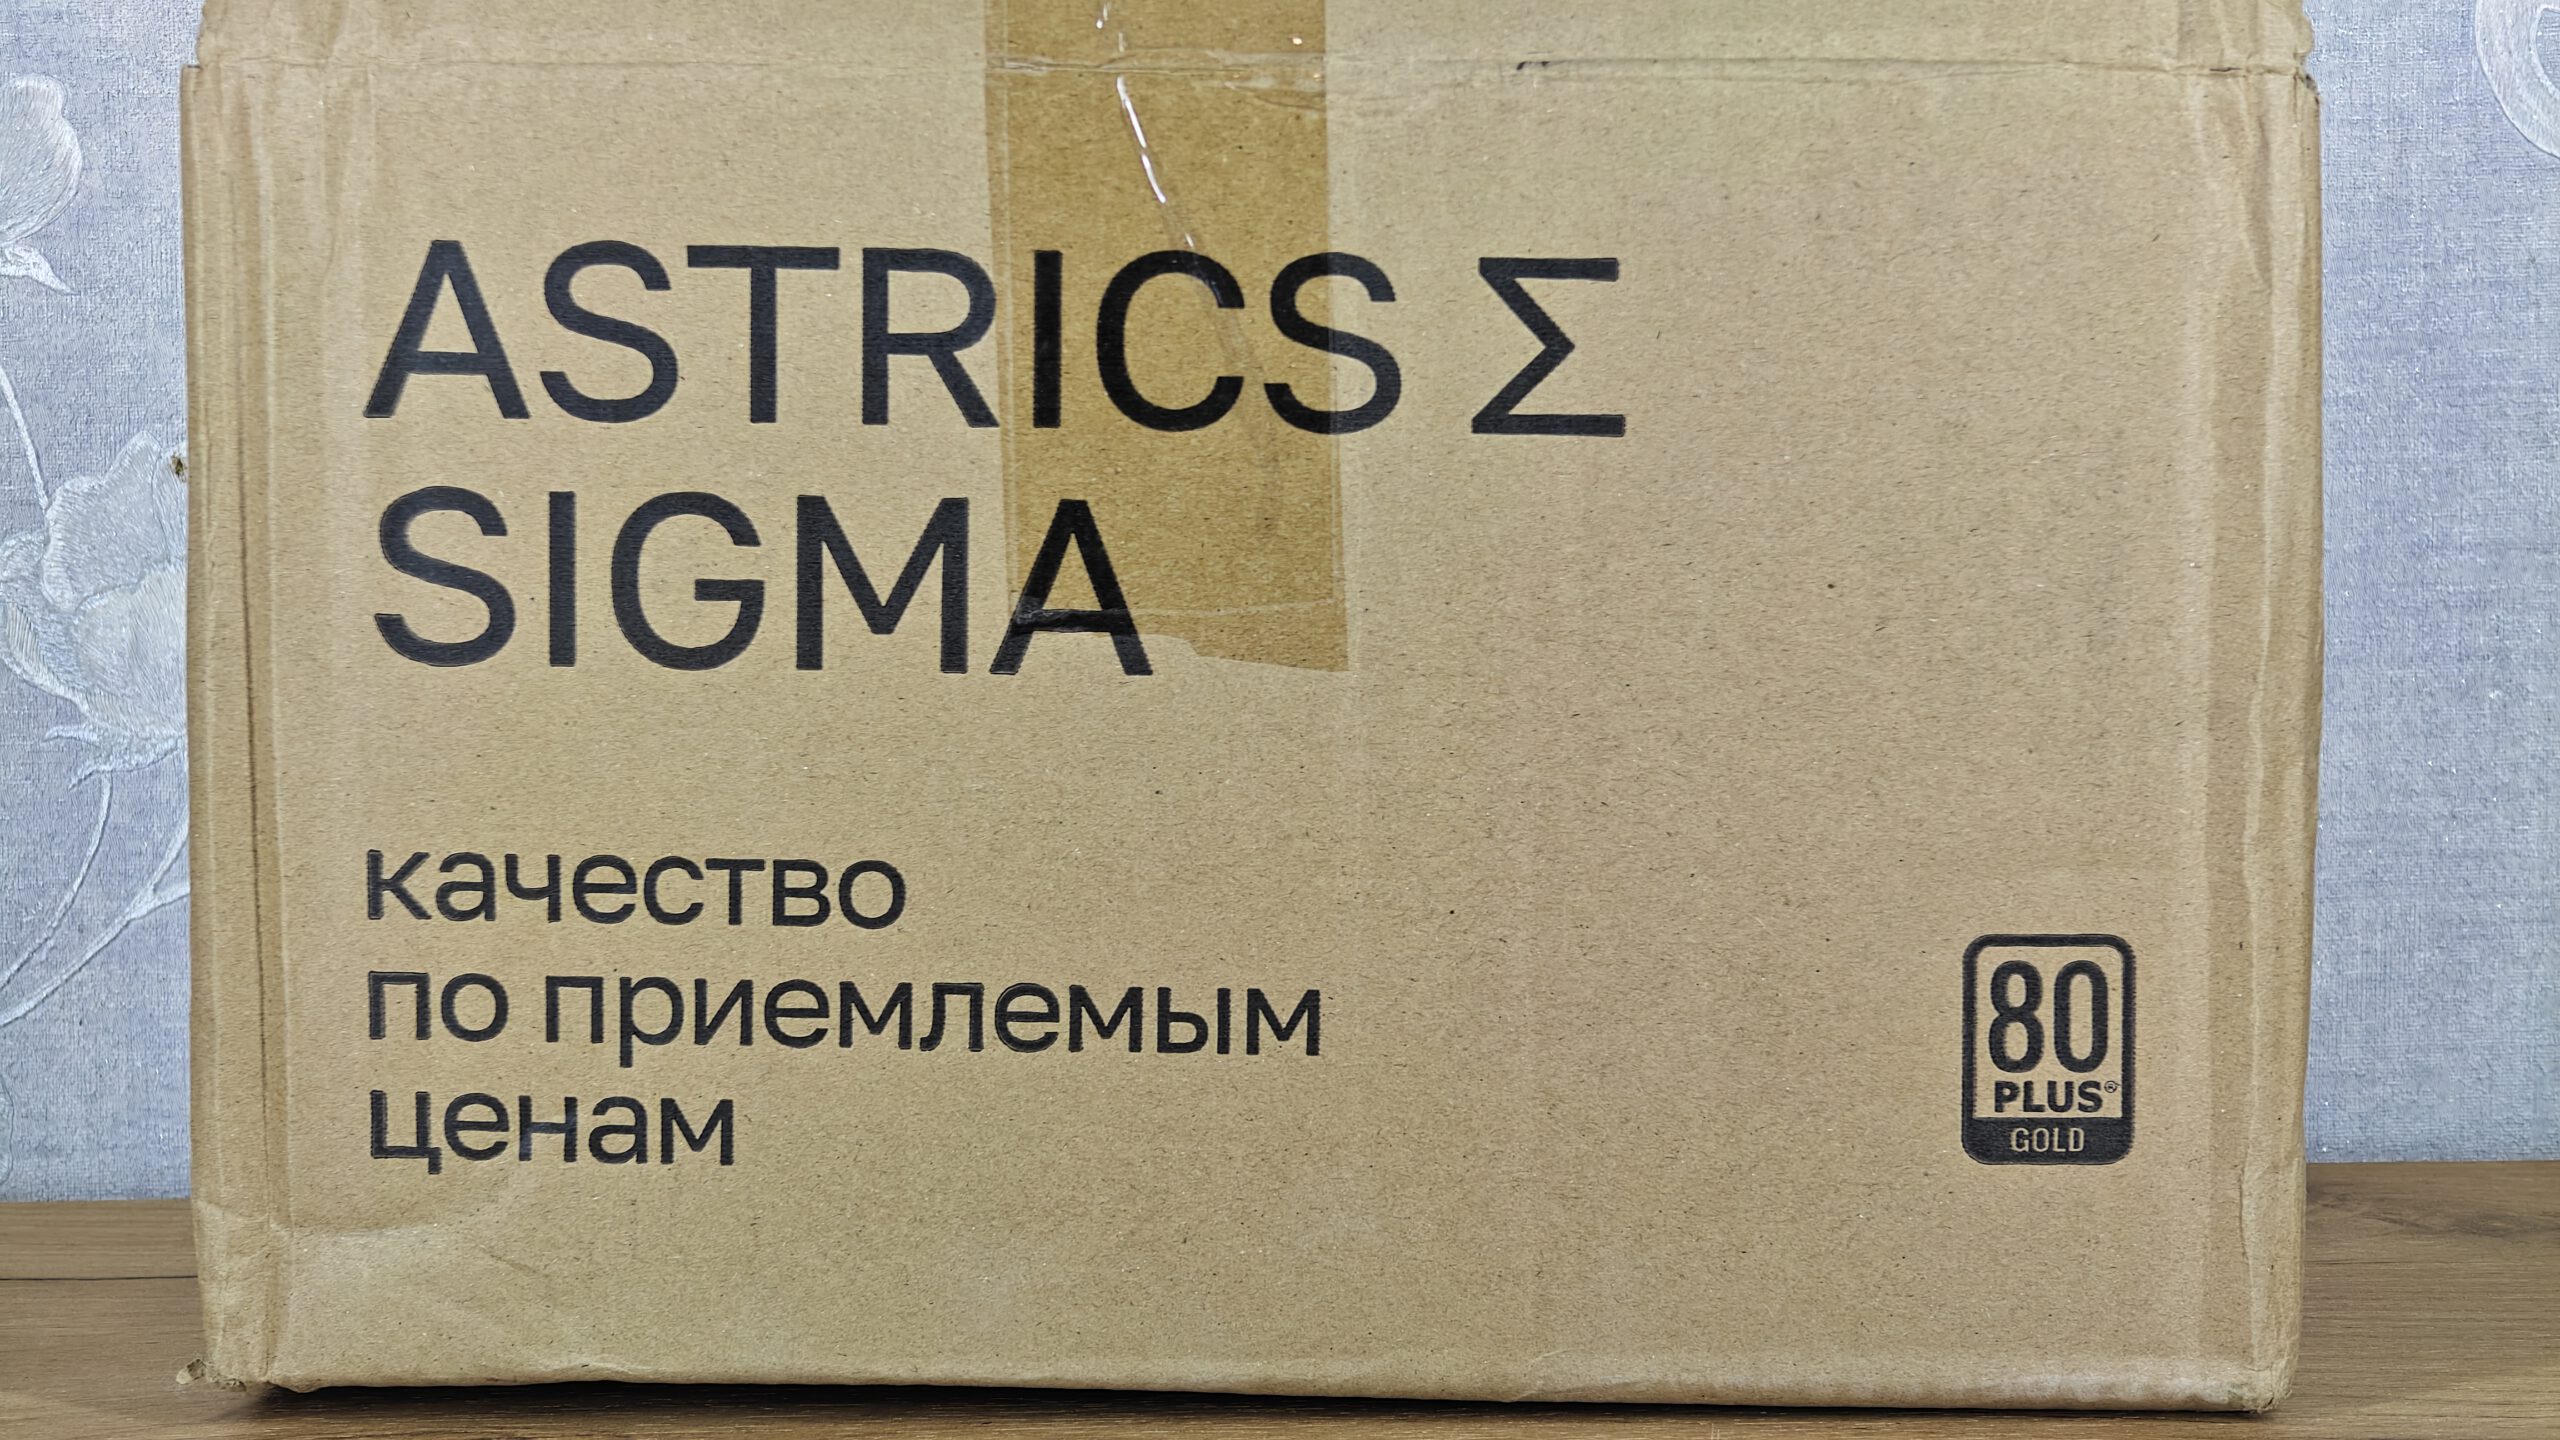 ASTRICS Σ
SIGMA
качество
по приемлемым
ценам
80
PLUS®
GOLD